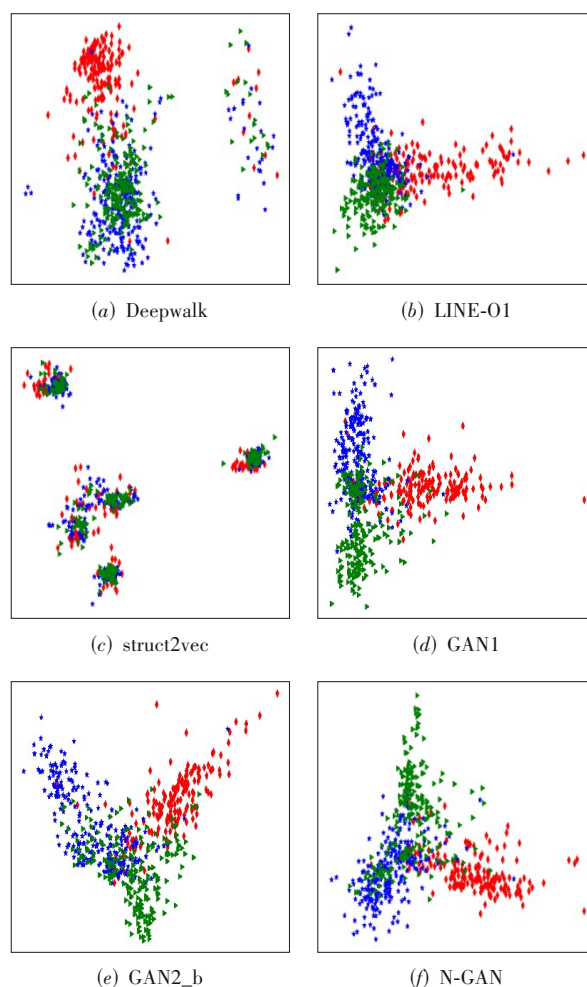 (a) Deepwalk
(b) LINE-O1
(c) struct2vec
(d) GAN1
(e) GAN2_b
(f) N-GAN